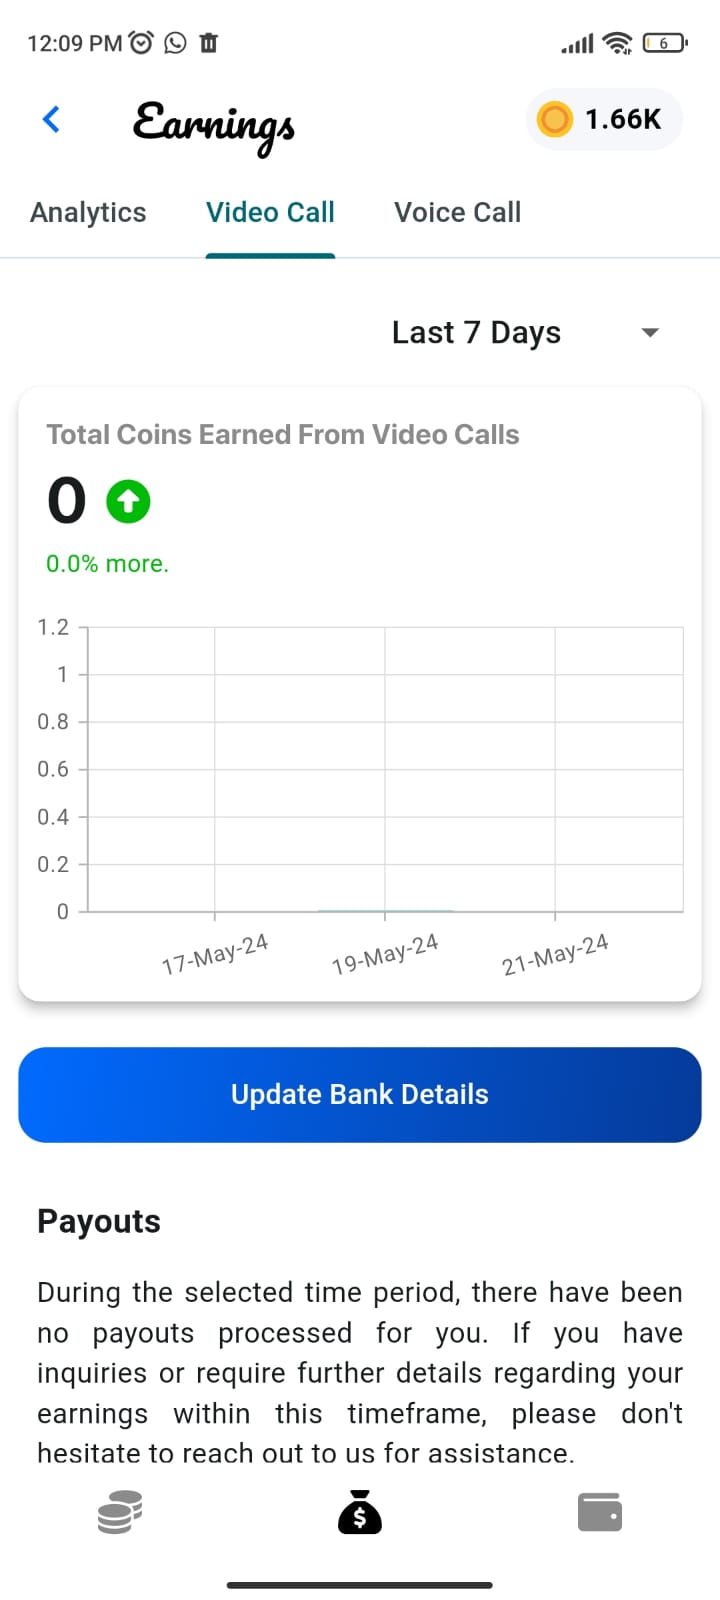 12:09 PM 6
Earnings 1.66K
Analytics Video Call Voice Call
Last 7 Days
Total Coins Earned From Video Calls
0
0.0% more.
1.2
1
0.8
0.6
0.4
0.2
0
17-May-24 19-May-24 21-May-24
Update Bank Details
Payouts
During the selected time period, there have been
no payouts processed for you. If you have
inquiries or require further details regarding your
earnings within this timeframe, please don't
hesitate to reach out to us for assistance.
$